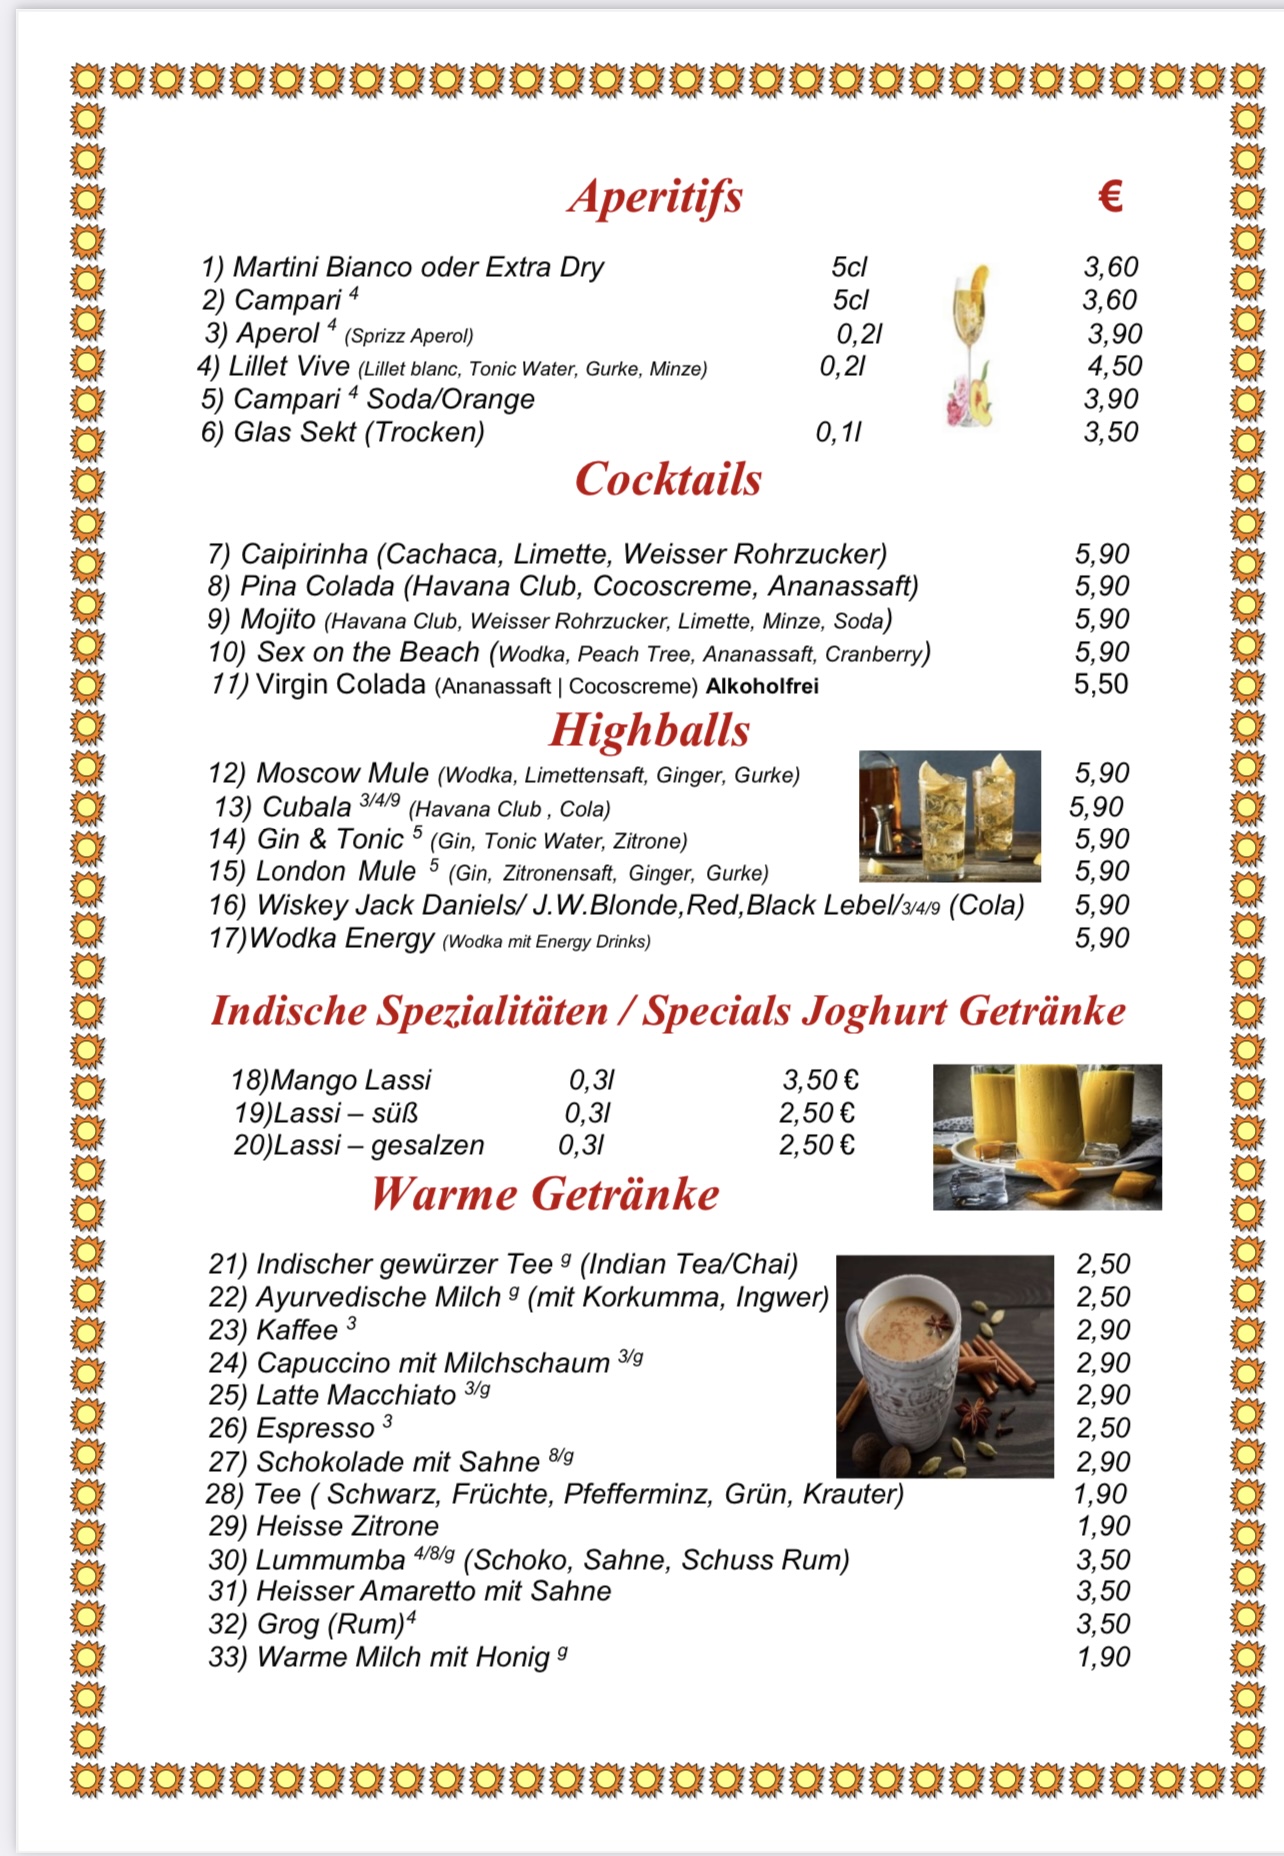 Aperitifs €
1) Martini Bianco oder Extra Dry 5cl 3,60
2) Campari 4 5cl 3,60
3) Aperol 4 (Sprizz Aperol) 0,2l 3,90
4) Lillet Vive (Lillet blanc, Tonic Water, Gurke, Minze) 0,2l 4,50
5) Campari 4 Soda/Orange 3,90
6) Glas Sekt (Trocken) 0,1l 3,50
Cocktails
7) Caipirinha (Cachaca, Limette, Weisser Rohrzucker) 5,90
8) Pina Colada (Havana Club, Cocoscreme, Ananassaft) 5,90
9) Mojito (Havana Club, Weisser Rohrzucker, Limette, Minze, Soda) 5,90
10) Sex on the Beach (Wodka, Peach Tree, Ananassaft, Cranberry) 5,90
11) Virgin Colada (Ananassaft | Cocoscreme) Alkoholfrei 5,50
Highballs
12) Moscow Mule (Wodka, Limettensaft, Ginger, Gurke) 5,90
13) Cubala 3/4/9 (Havana Club , Cola) 5,90
14) Gin & Tonic 5 (Gin, Tonic Water, Zitrone) 5,90
15) London Mule 5 (Gin, Zitronensaft, Ginger, Gurke) 5,90
16) Wiskey Jack Daniels/ J.W.Blonde,Red,Black Lebel/3/4/9 (Cola) 5,90
17)Wodka Energy (Wodka mit Energy Drinks) 5,90
Indische Spezialitäten / Specials Joghurt Getränke
18)Mango Lassi 0,3l 3,50 €
19)Lassi – süß 0,3l 2,50 €
20)Lassi – gesalzen 0,3l 2,50 €
Warme Getränke
21) Indischer gewürzer Tee g (Indian Tea/Chai) 2,50
22) Ayurvedische Milch g (mit Korkumma, Ingwer) 2,50
23) Kaffee 3 2,90
24) Capuccino mit Milchschaum 3/g 2,90
25) Latte Macchiato 3/g 2,90
26) Espresso 3 2,50
27) Schokolade mit Sahne 8/g 2,90
28) Tee ( Schwarz, Früchte, Pfefferminz, Grün, Krauter) 1,90
29) Heisse Zitrone 1,90
30) Lummumba 4/8/g (Schoko, Sahne, Schuss Rum) 3,50
31) Heisser Amaretto mit Sahne 3,50
32) Grog (Rum)4 3,50
33) Warme Milch mit Honig g 1,90